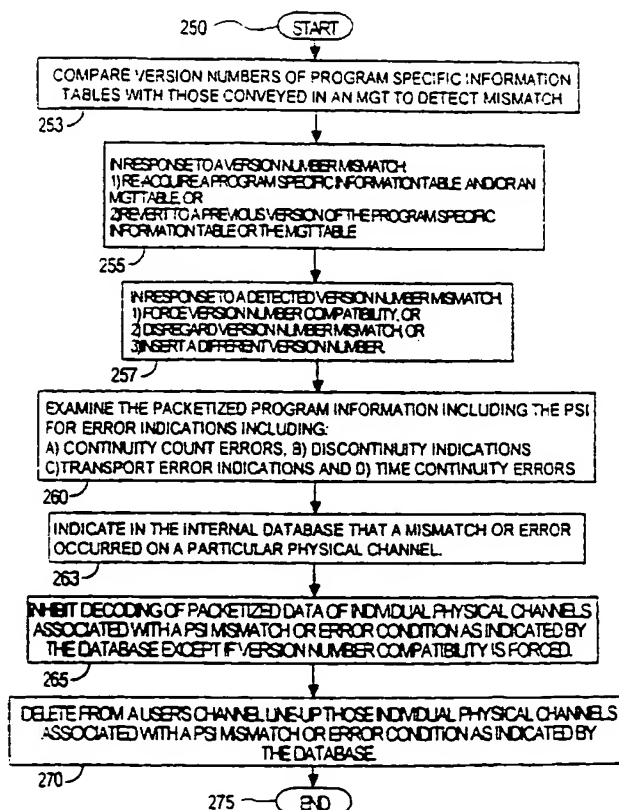 250
START
COMPARE VERSION NUMBERS OF PROGRAM SPECIFIC INFORMATION
TABLES WITH THOSE CONVEYED IN AN MGT TO DETECT MISMATCH
253
IN RESPONSE TO A VERSION NUMBER MISMATCH:
1) RE-ACQUIRE A PROGRAM SPECIFIC INFORMATION TABLE AND/OR AN
MGT TABLE, OR
2) REVERT TO A PREVIOUS VERSION OF THE PROGRAM SPECIFIC
INFORMATION TABLE OR THE MGT TABLE
255
IN RESPONSE TO A DETECTED VERSION NUMBER MISMATCH:
1) FORCE VERSION NUMBER COMPATIBILITY, OR
2) DISREGARD VERSION NUMBER MISMATCH, OR
3) INSERT A DIFFERENT VERSION NUMBER.
257
EXAMINE THE PACKETIZED PROGRAM INFORMATION INCLUDING THE PSI
FOR ERROR INDICATIONS INCLUDING:
A) CONTINUITY COUNT ERRORS, B) DISCONTINUITY INDICATIONS
C) TRANSPORT ERROR INDICATIONS AND D) TIME CONTINUITY ERRORS
260
INDICATE IN THE INTERNAL DATABASE THAT A MISMATCH OR ERROR
OCCURRED ON A PARTICULAR PHYSICAL CHANNEL.
263
INHIBIT DECODING OF PACKETIZED DATA OF INDIVIDUAL PHYSICAL CHANNELS
ASSOCIATED WITH A PSI MISMATCH OR ERROR CONDITION AS INDICATED BY
THE DATABASE EXCEPT IF VERSION NUMBER COMPATIBILITY IS FORCED.
265
DELETE FROM A USER'S CHANNEL LINE-UP THOSE INDIVIDUAL PHYSICAL CHANNELS
ASSOCIATED WITH A PSI MISMATCH OR ERROR CONDITION AS INDICATED BY
THE DATABASE.
270
275
END